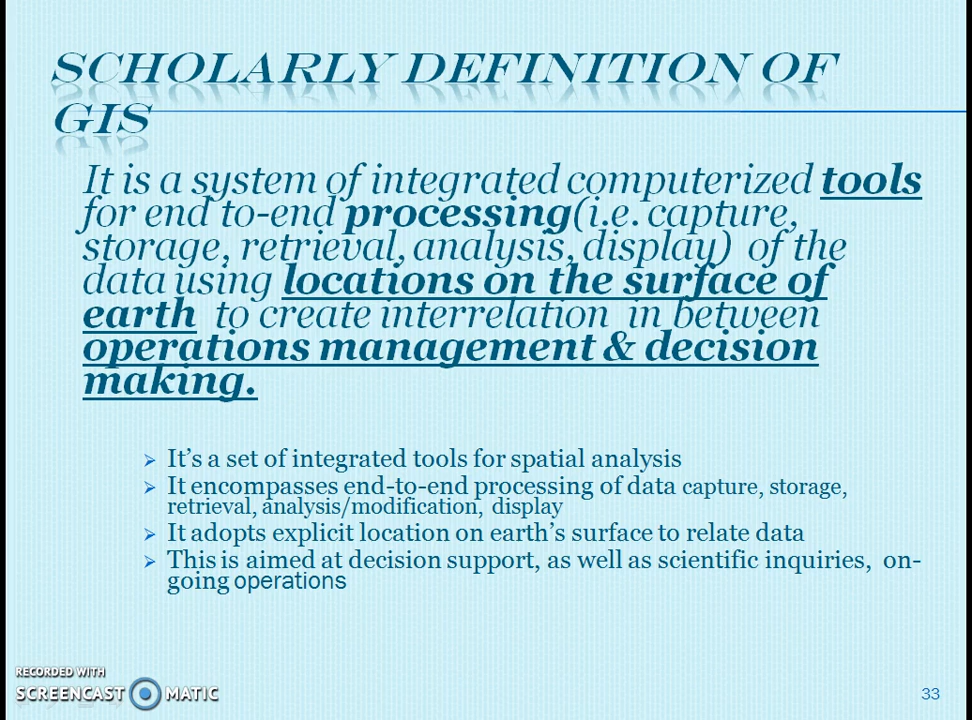 SCHOLARLY DEFINITION OF
GIS
It is a system of integrated computerized tools
for end to-end processing(i.e. capture,
storage, retrieval, analysis, display) of the
data using locations on the surface of
earth to create interrelation in between
operations management & decision
making.
➢ It's a set of integrated tools for spatial analysis
➢ It encompasses end-to-end processing of data capture, storage,
retrieval, analysis/modification, display
➢ It adopts explicit location on earth's surface to relate data
➢ This is aimed at decision support, as well as scientific inquiries, on-
going operations
RECORDED WITH
SCREENCAST MATIC
33